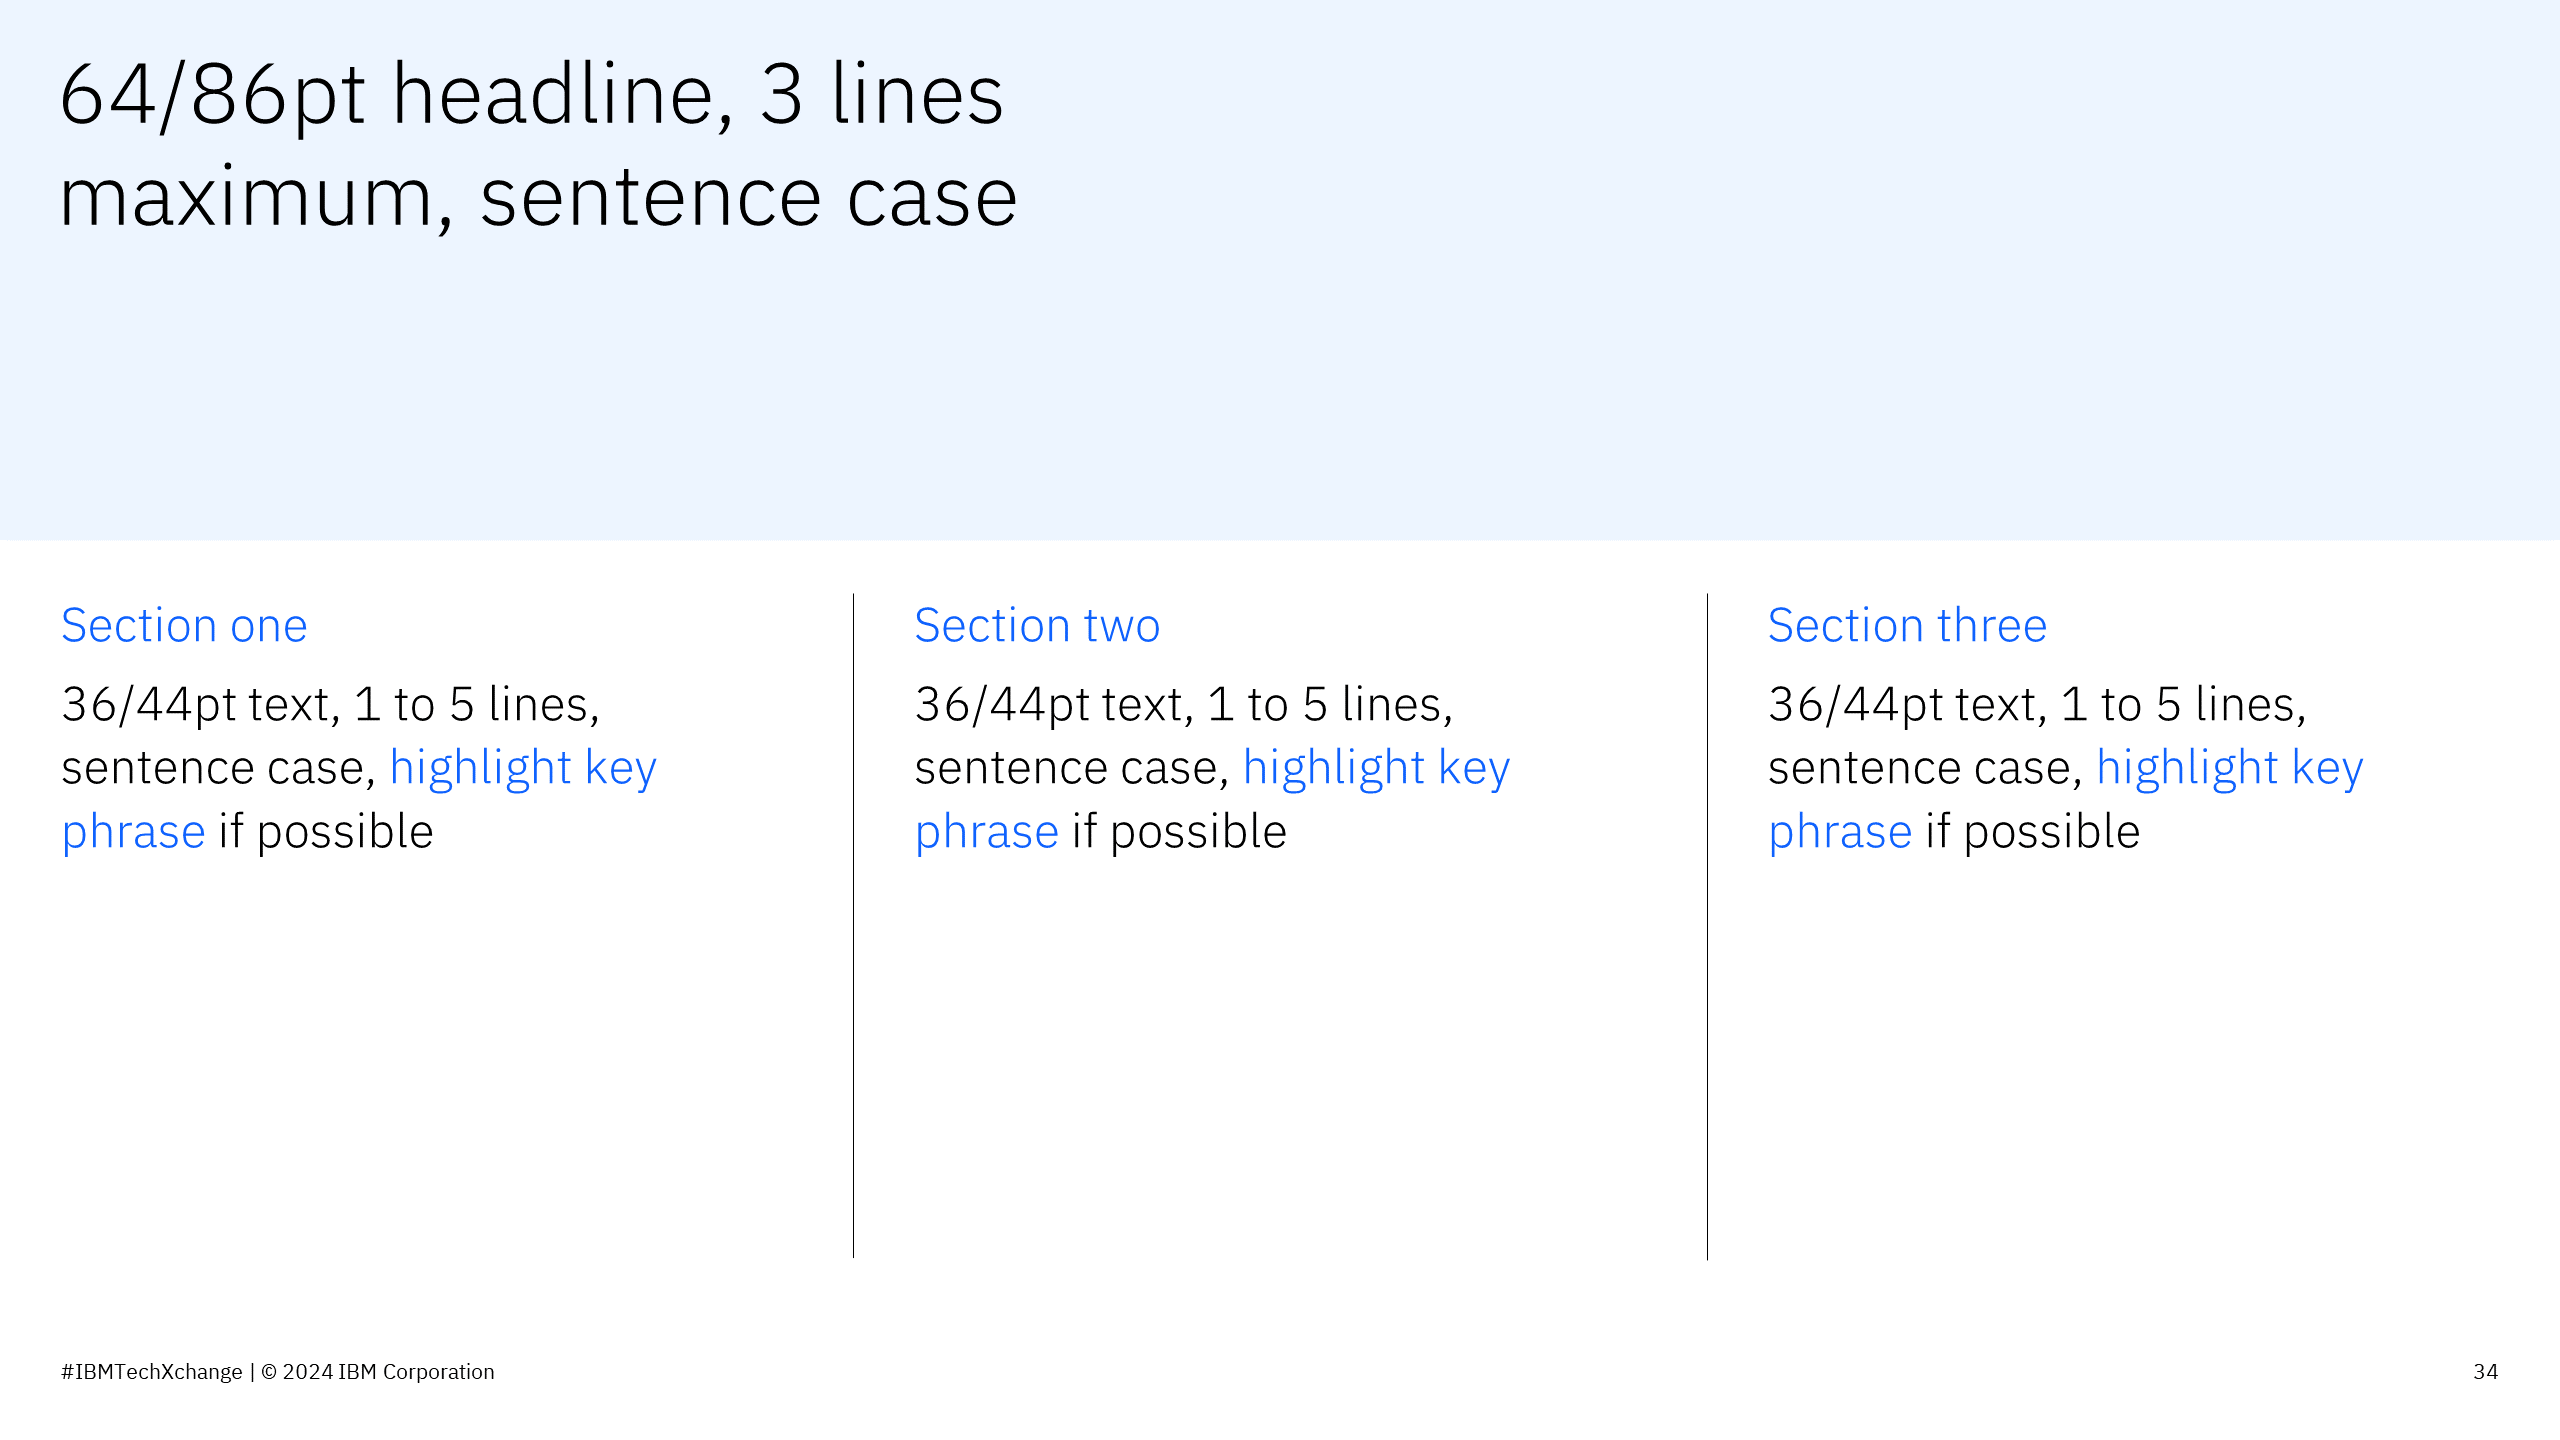 64/86pt headline, 3 lines
maximum, sentence case
Section one
36/44pt text, 1 to 5 lines,
sentence case, highlight key
phrase if possible
Section two
36/44pt text, 1 to 5 lines,
sentence case, highlight key
phrase if possible
Section three
36/44pt text, 1 to 5 lines,
sentence case, highlight key
phrase if possible
#IBMTechXchange | © 2024 IBM Corporation
34